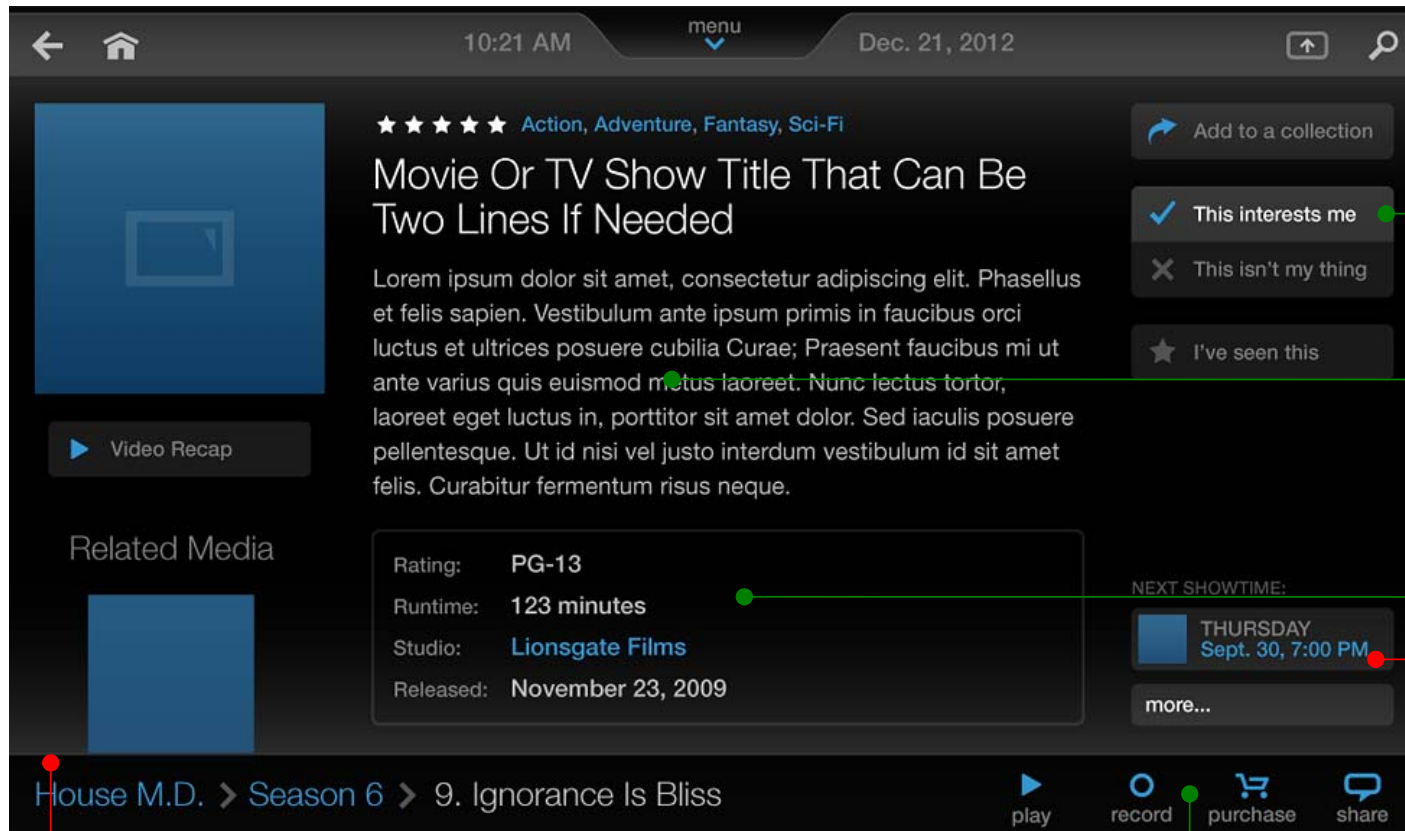 10:21 AM
menu
Dec. 21, 2012
Action, Adventure, Fantasy, Sci-Fi
Movie Or TV Show Title That Can Be
Two Lines If Needed
Lorem ipsum dolor sit amet, consectetur adipiscing elit. Phasellus
et felis sapien. Vestibulum ante ipsum primis in faucibus orci
luctus et ultrices posuere cubilia Curae; Praesent faucibus mi ut
ante varius quis euismod metus laoreet. Nunc lectus tortor,
laoreet eget luctus in, porttitor sit amet dolor. Sed iaculis posuere
pellentesque. Ut id nisi vel justo interdum vestibulum id sit amet
felis. Curabitur fermentum risus neque.
Video Recap
Related Media
Rating: PG-13
Runtime: 123 minutes
Studio: Lionsgate Films
Released: November 23, 2009
Add to a collection
This interests me
This isn't my thing
I've seen this
NEXT SHOWTIME:
THURSDAY
Sept. 30, 7:00 PM
more...
House M.D. > Season 6 > 9. Ignorance Is Bliss
play
record
purchase
share